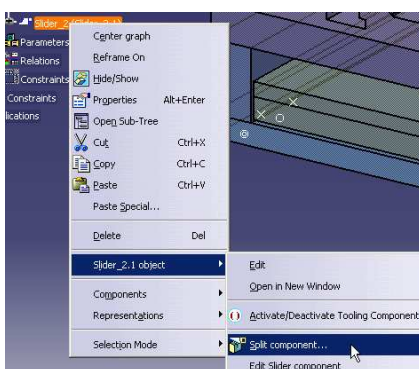 Slider_2 (Slider_2.1)
Parameters
Relations
Constraints
Constraints
lications
Center graph
Reframe On
Hide/Show
Properties Alt+Enter
Open Sub-Tree
Cut Ctrl+X
Copy Ctrl+C
Paste Ctrl+V
Paste Special...
Delete Del
Slider_2.1 object
Components
Representations
Selection Mode
Edit
Open in New Window
Activate/Deactivate Tooling Component
Split component...
Edit Slider component